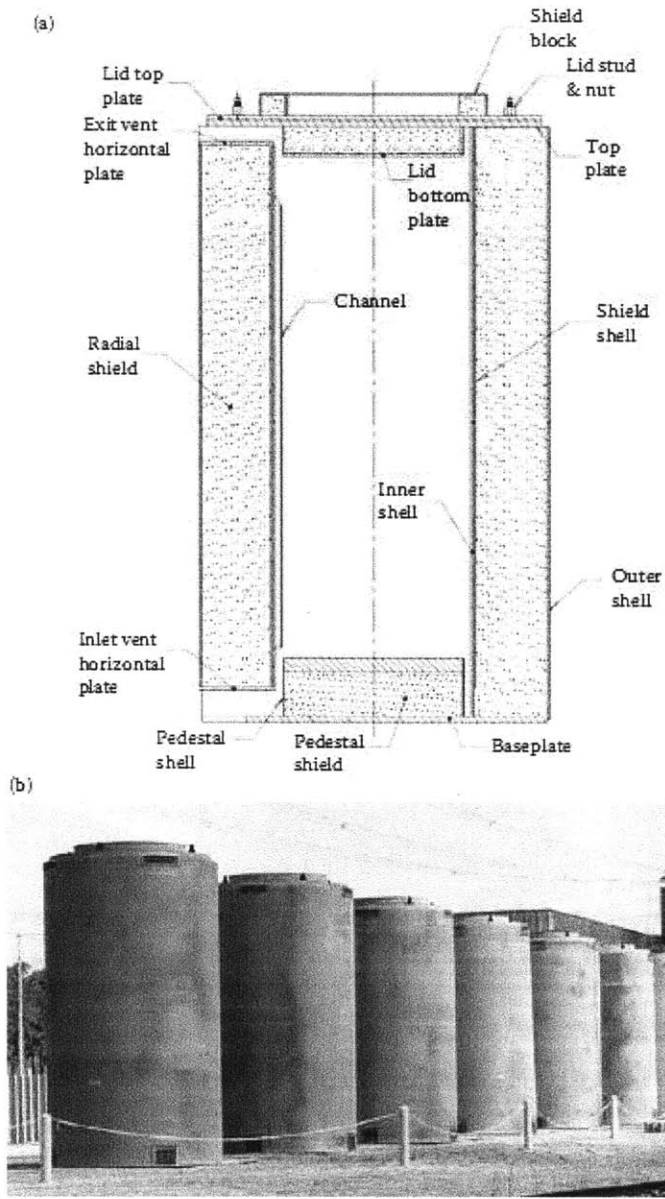 (a)
Shield
block
Lid top
plate
Lid stud
& nut
Exit vent
horizontal
plate
Top
plate
Lid
bottom
plate
Channel
Shield
shell
Radial
shield
Inner
shell
Outer
shell
Inlet vent
horizontal
plate
Pedestal
shell
Pedestal
shield
Baseplate
(b)